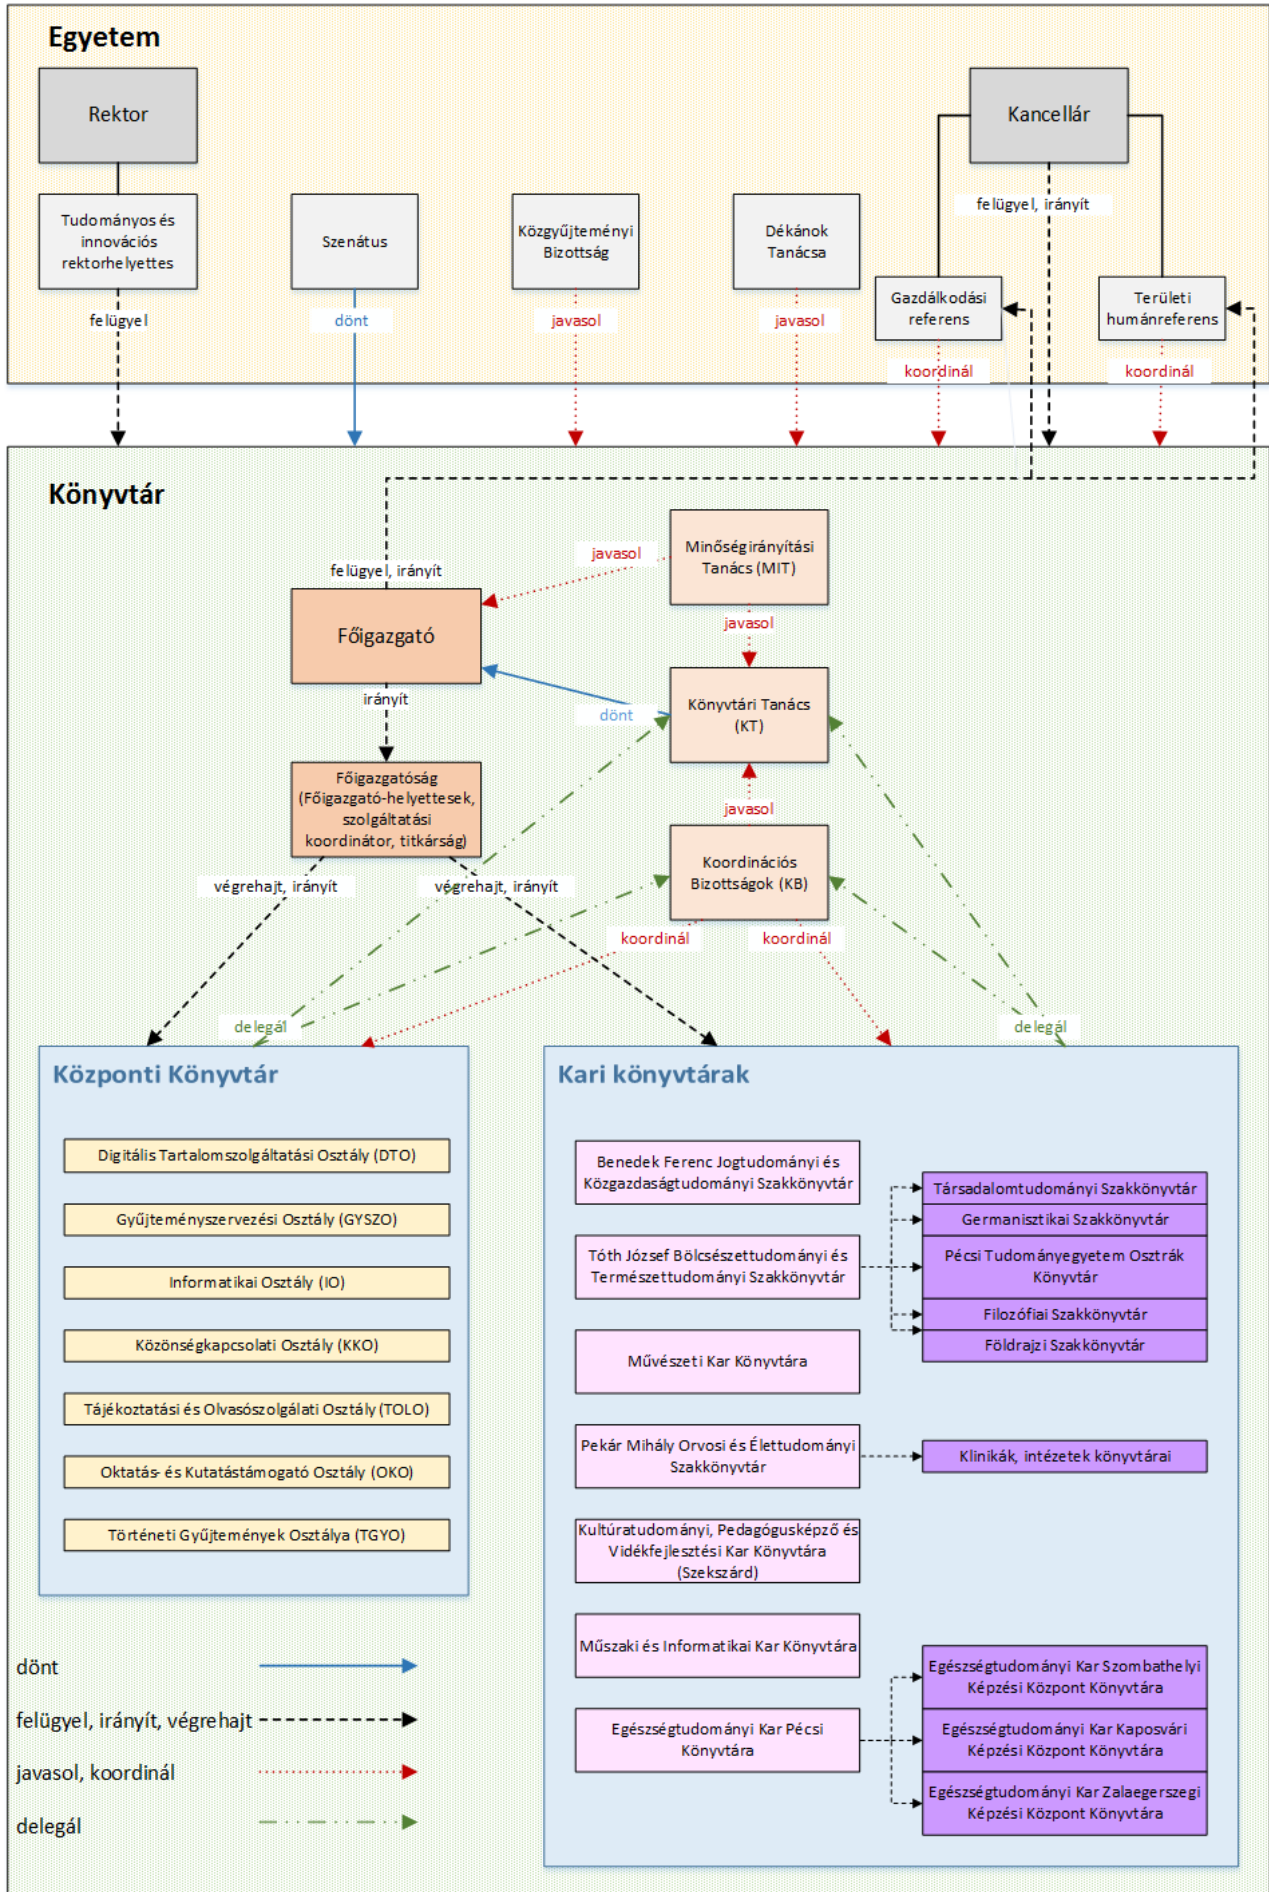 Egyetem
Rektor
Kancellár
Tudományos és
innovációs
rektorhelyettes
Szenátus
Közgyűjteményi
Bizottság
Dékánok
Tanácsa
felügyel, irányít
Gazdálkodási
referens
Területi
humánreferens
felügyel
dönt
javasol
javasol
koordinál
koordinál
Könyvtár
Minőségirányítási
Tanács (MIT)
javasol
felügyel, irányít
javasol
Főigazgató
irányít
Könyvtári Tanács
(KT)
dönt
Főigazgatóság
(Főigazgató-helyettesek,
szolgáltatási
koordinátor, titkárság)
javasol
Koordinációs
Bizottságok (KB)
végrehajt, irányít
végrehajt, irányít
koordinál
koordinál
delegál
delegál
Központi Könyvtár
Digitális Tartalomszolgáltatási Osztály (DTO)
Gyűjteményszervezési Osztály (GYSZO)
Informatikai Osztály (IO)
Közönségkapcsolati Osztály (KKO)
Tájékoztatási és Olvasószolgálati Osztály (TOLO)
Oktatás- és Kutatástámogató Osztály (OKO)
Történeti Gyűjtemények Osztálya (TGYO)
Kari könyvtárak
Benedek Ferenc Jogtudományi és
Közgazdaságtudományi Szakkönyvtár
Tóth József Bölcsészettudományi és
Természettudományi Szakkönyvtár
Társadalomtudományi Szakkönyvtár
Germanisztikai Szakkönyvtár
Pécsi Tudományegyetem Osztrák
Könyvtár
Filozófiai Szakkönyvtár
Földrajzi Szakkönyvtár
Művészeti Kar Könyvtára
Pekár Mihály Orvosi és Élettudományi
Szakkönyvtár
Klinikák, intézetek könyvtárai
Kultúratudományi, Pedagógusképző és
Vidékfejlesztési Kar Könyvtára
(Szekszárd)
Műszaki és Informatikai Kar Könyvtára
Egészségtudományi Kar Pécsi
Könyvtára
Egészségtudományi Kar Szombathelyi
Képzési Központ Könyvtára
Egészségtudományi Kar Kaposvári
Képzési Központ Könyvtára
Egészségtudományi Kar Zalaegerszegi
Képzési Központ Könyvtára
dönt
felügyel, irányít, végrehajt
javasol, koordinál
delegál